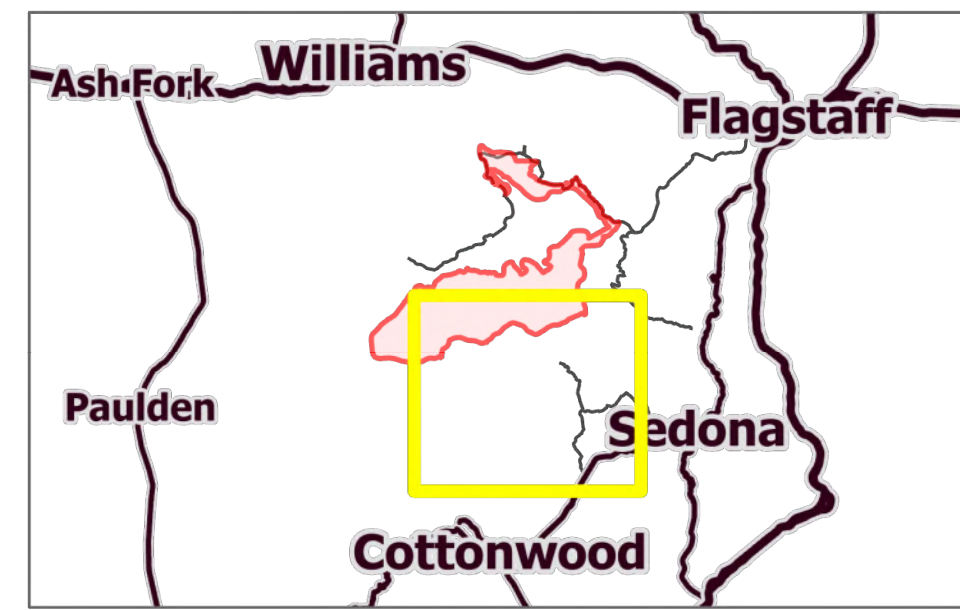 Williams
Ash Fork
Flagstaff
Paulden
Sedona
Cottonwood